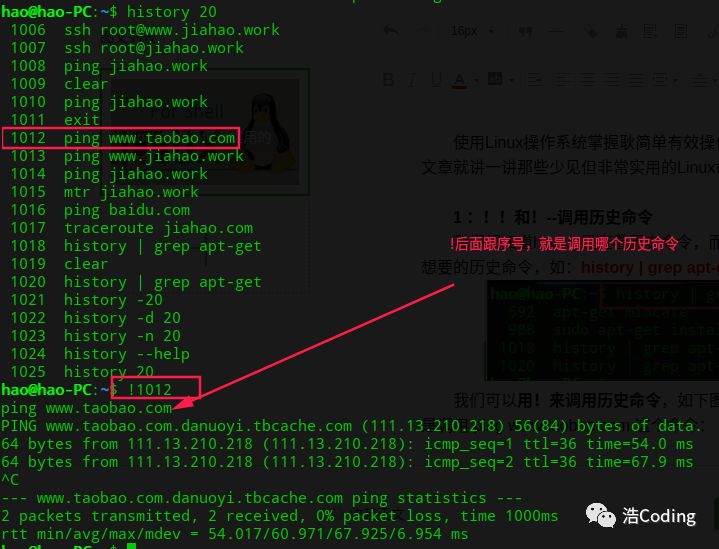 hao@hao-PC:~$ history 20
1006 ssh root@www.jiahao.work
1007 ssh root@jiahao.work
1008 ping jiahao.work
1009 clear
1010 ping jiahao.work
1011 exit
1012 ping www.taobao.com
1013 ping www.jiahao.work
1014 ping jiahao.work
1015 mtr jiahao.work
1016 ping baidu.com
1017 traceroute jiahao.com
1018 history | grep apt-get
1019 clear
1020 history | grep apt-get
1021 history -20
1022 history -d 20
1023 history -n 20
1024 history --help
1025 history 20
hao@hao-PC:~$ !1012
ping www.taobao.com
PING www.taobao.com.danuoyi.tbcache.com (111.13.210.218) 56(84) bytes of data.
64 bytes from 111.13.210.218 (111.13.210.218): icmp_seq=1 ttl=36 time=54.0 ms
64 bytes from 111.13.210.218 (111.13.210.218): icmp_seq=2 ttl=36 time=67.9 ms
^C
--- www.taobao.com.danuoyi.tbcache.com ping statistics ---
2 packets transmitted, 2 received, 0% packet loss, time 1000ms
rtt min/avg/max/mdev = 54.017/60.971/67.925/6.954 ms
hao@hao-PC:~$
16px
B I U A ab
For Shell
使用Linux操作系统掌握耿简单有效操
文章就讲一讲那些少见但非常实用的Linux
1：！！和！--调用历史命令
!后面跟序号，就是调用哪个历史命令
令，而
想要的历史命令，如：history | grep apt-
hao@hao-PC:~$ history | g
692 apt-get mlocate
988 sudo apt-get insta
1018 history | grep apt-
1020 history | grep apt
我们可以用！来调用历史命令，如下图
浩Coding